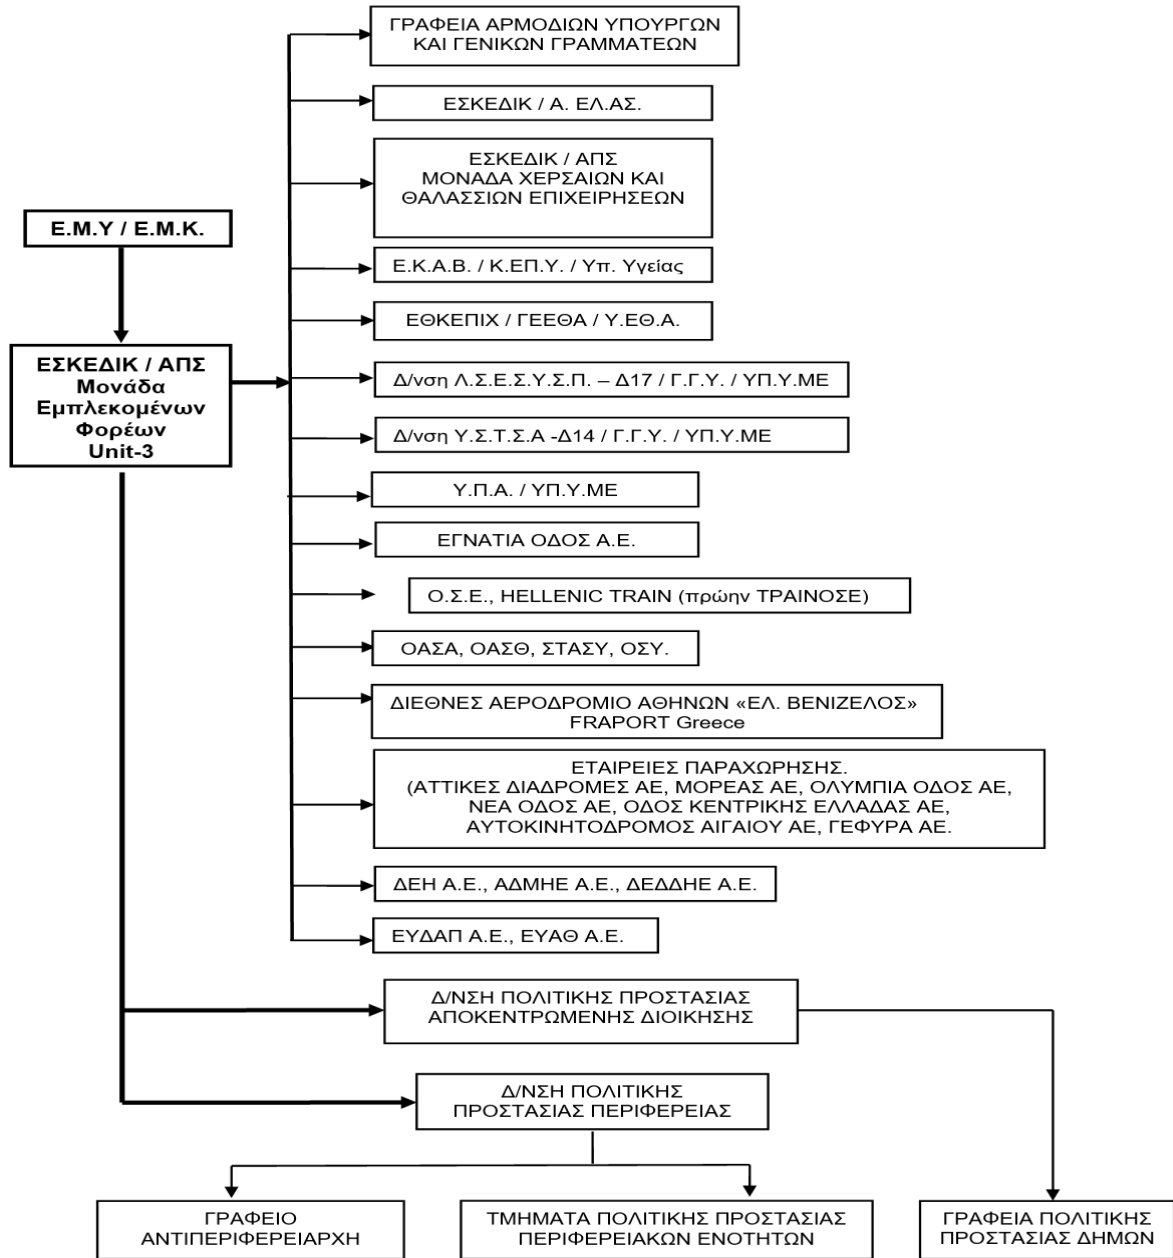 ΓΡΑΦΕΙΑ ΑΡΜΟΔΙΩΝ ΥΠΟΥΡΓΩΝ
ΚΑΙ ΓΕΝΙΚΩΝ ΓΡΑΜΜΑΤΕΩΝ
ΕΣΚΕΔΙΚ / Α. ΕΛ.ΑΣ.
ΕΣΚΕΔΙΚ / ΑΠΣ
ΜΟΝΑΔΑ ΧΕΡΣΑΙΩΝ ΚΑΙ
ΘΑΛΑΣΣΙΩΝ ΕΠΙΧΕΙΡΗΣΕΩΝ
Ε.Μ.Υ / Ε.Μ.Κ.
Ε.Κ.Α.Β. / Κ.ΕΠ.Υ. / Υπ. Υγείας
ΕΘΚΕΠΙΧ / ΓΕΕΘΑ / Υ.ΕΘ.Α.
ΕΣΚΕΔΙΚ / ΑΠΣ
Μονάδα
Εμπλεκομένων
Φορέων
Unit-3
Δ/νση Λ.Σ.Ε.Σ.Υ.Σ.Π. – Δ17 / Γ.Γ.Υ. / ΥΠ.Υ.ΜΕ
Δ/νση Υ.Σ.Τ.Σ.Α -Δ14 / Γ.Γ.Υ. / ΥΠ.Υ.ΜΕ
Υ.Π.Α. / ΥΠ.Υ.ΜΕ
ΕΓΝΑΤΙΑ ΟΔΟΣ Α.Ε.
Ο.Σ.Ε., HELLENIC TRAIN (πρώην ΤΡΑΙΝΟΣΕ)
ΟΑΣΑ, ΟΑΣΘ, ΣΤΑΣΥ, ΟΣΥ.
ΔΙΕΘΝΕΣ ΑΕΡΟΔΡΟΜΙΟ ΑΘΗΝΩΝ «ΕΛ. ΒΕΝΙΖΕΛΟΣ»
FRAPORT Greece
ΕΤΑΙΡΕΙΕΣ ΠΑΡΑΧΩΡΗΣΗΣ.
(ΑΤΤΙΚΕΣ ΔΙΑΔΡΟΜΕΣ ΑΕ, ΜΟΡΕΑΣ ΑΕ, ΟΛΥΜΠΙΑ ΟΔΟΣ ΑΕ,
ΝΕΑ ΟΔΟΣ ΑΕ, ΟΔΟΣ ΚΕΝΤΡΙΚΗΣ ΕΛΛΑΔΑΣ ΑΕ,
ΑΥΤΟΚΙΝΗΤΟΔΡΟΜΟΣ ΑΙΓΑΙΟΥ ΑΕ, ΓΕΦΥΡΑ ΑΕ.
ΔΕΗ Α.Ε., ΑΔΜΗΕ Α.Ε., ΔΕΔΔΗΕ Α.Ε.
ΕΥΔΑΠ Α.Ε., ΕΥΑΘ Α.Ε.
Δ/ΝΣΗ ΠΟΛΙΤΙΚΗΣ ΠΡΟΣΤΑΣΙΑΣ
ΑΠΟΚΕΝΤΡΩΜΕΝΗΣ ΔΙΟΙΚΗΣΗΣ
Δ/ΝΣΗ ΠΟΛΙΤΙΚΗΣ
ΠΡΟΣΤΑΣΙΑΣ ΠΕΡΙΦΕΡΕΙΑΣ
ΓΡΑΦΕΙΟ
ΑΝΤΙΠΕΡΙΦΕΡΕΙΑΡΧΗ
ΤΜΗΜΑΤΑ ΠΟΛΙΤΙΚΗΣ ΠΡΟΣΤΑΣΙΑΣ
ΠΕΡΙΦΕΡΕΙΑΚΩΝ ΕΝΟΤΗΤΩΝ
ΓΡΑΦΕΙΑ ΠΟΛΙΤΙΚΗΣ
ΠΡΟΣΤΑΣΙΑΣ ΔΗΜΩΝ